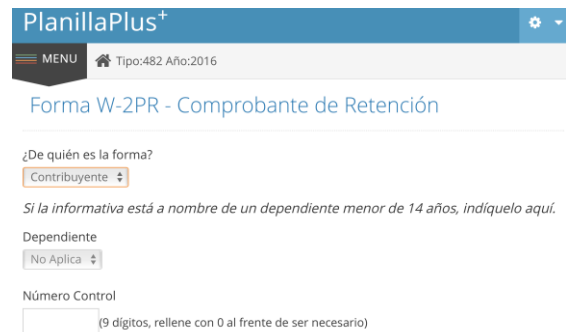 PlanillaPlus+
MENU Tipo:482 Año:2016
Forma W-2PR - Comprobante de Retención
¿De quién es la forma?
Contribuyente
Si la informativa está a nombre de un dependiente menor de 14 años, indíquelo aquí.
Dependiente
No Aplica
Número Control
(9 dígitos, rellene con 0 al frente de ser necesario)